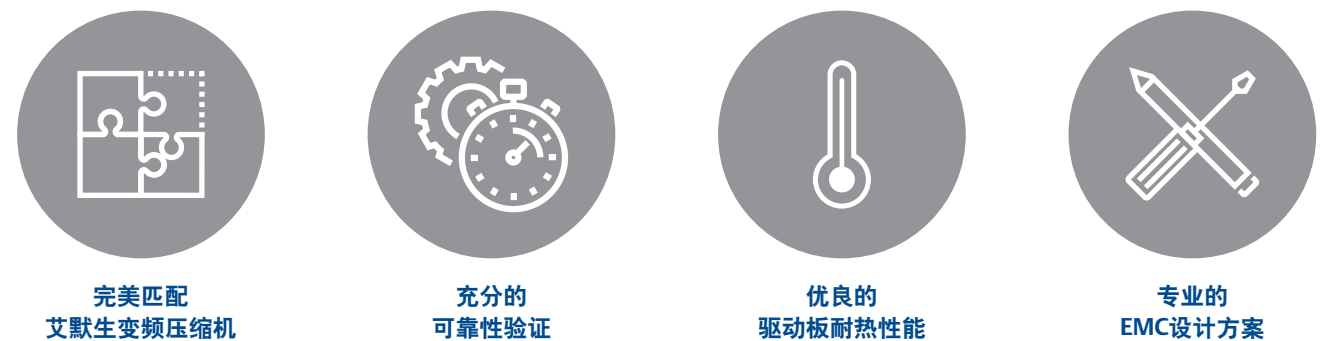 完美匹配
艾默生变频压缩机
充分的
可靠性验证
优良的
驱动板耐热性能
专业的
EMC设计方案